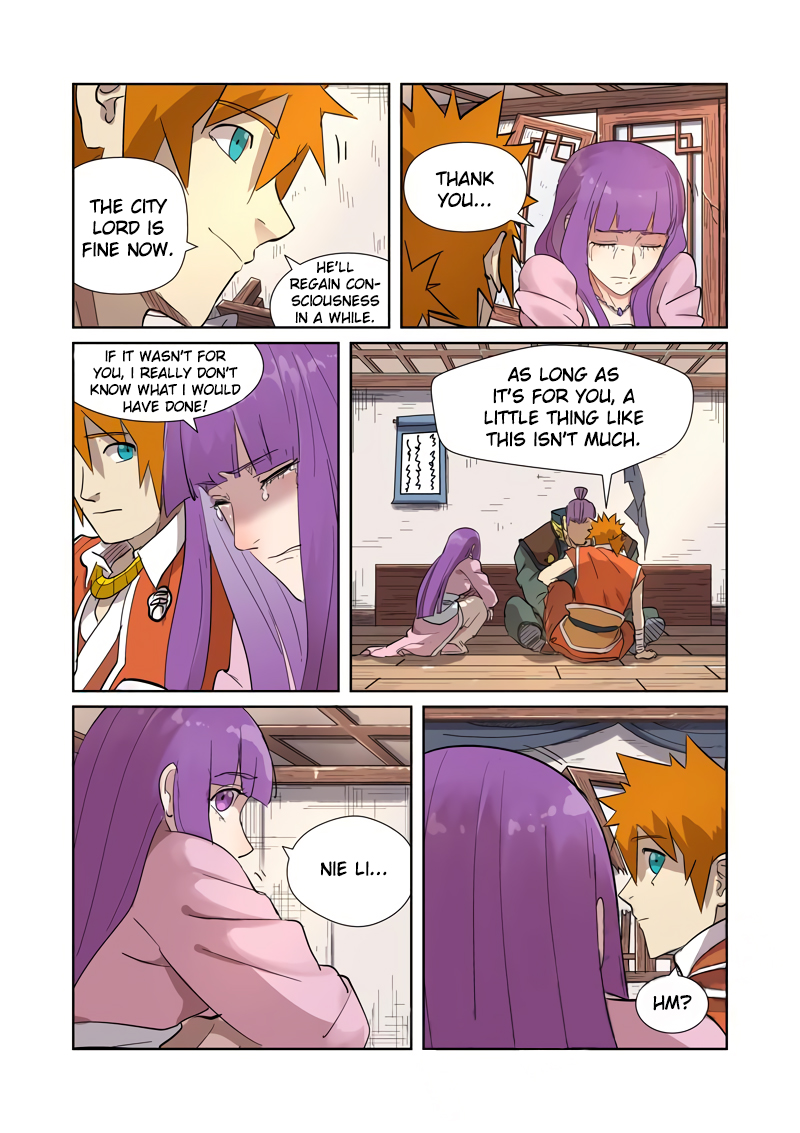 THE CITY
LORD IS
FINE NOW.
HE'LL
REGAIN CON-
SCIOUSNESS
IN A WHILE.
THANK
YOU...
IF IT WASN'T FOR
YOU, I REALLY DON'T
KNOW WHAT I WOULD
HAVE DONE!
AS LONG AS
IT'S FOR YOU, A
LITTLE THING LIKE
THIS ISN'T MUCH.
NIE LI...
HM?